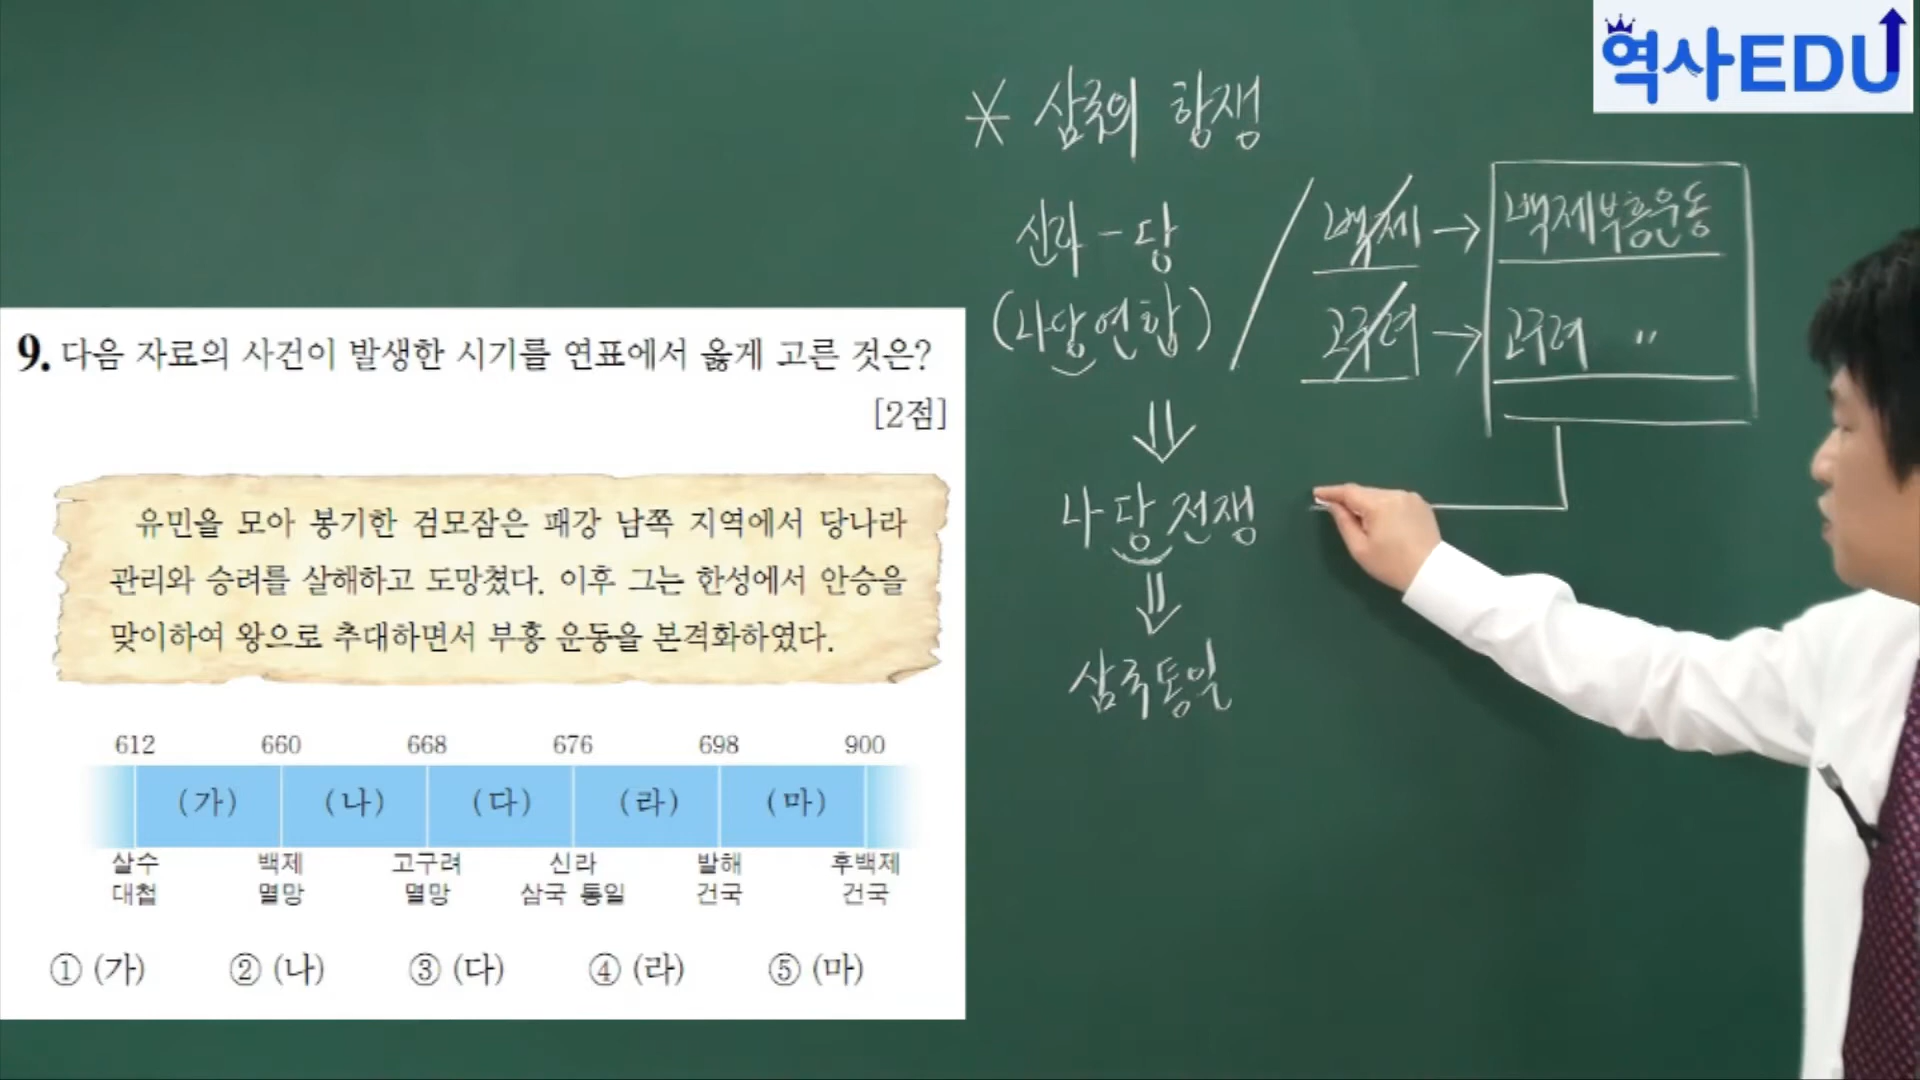 역사EDU
9. 다음 자료의 사건이 발생한 시기를 연표에서 옳게 고른 것은?
[2점]
유민을 모아 봉기한 검모잠은 패강 남쪽 지역에서 당나라
관리와 승려를 살해하고 도망쳤다. 이후 그는 한성에서 안승을
맞이하여 왕으로 추대하면서 부흥 운동을 본격화하였다.
612 660 668 676 698 900
(가) (나) (다) (라) (마)
살수 백제 고구려 신라 발해 후백제
대첩 멸망 멸망 삼국 통일 건국 건국
① (가) ② (나) ③ (다) ④ (라) ⑤ (마)
* 삼국의 항쟁
신라 - 당 / 백제 → 백제부흥운동
(나당연합) 고구려 → 고구려 "
⇓
나당전쟁
⇓
삼국통일